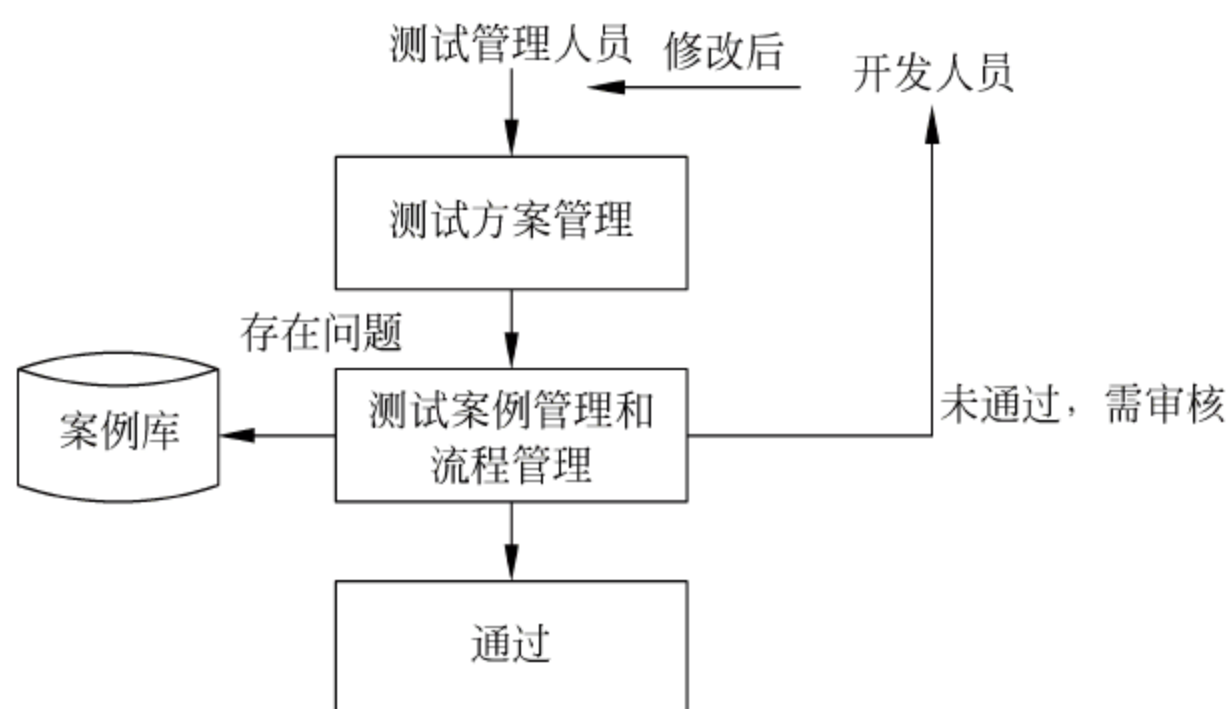 测试管理人员
修改后
开发人员
测试方案管理
存在问题
案例库
测试案例管理和
流程管理
未通过，需审核
通过